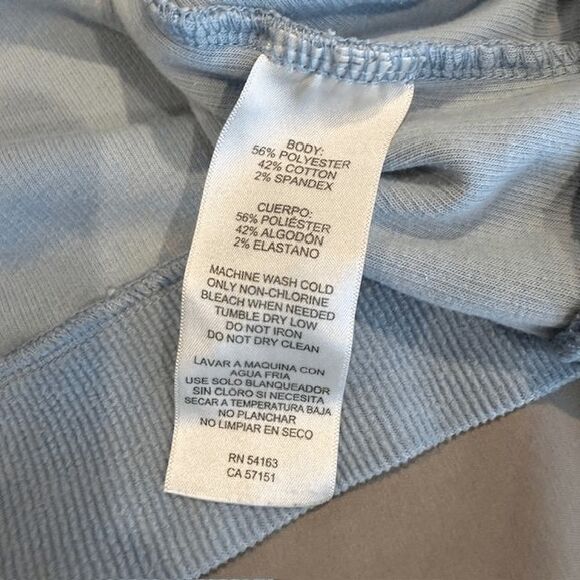 BODY:
56% POLYESTER
42% COTTON
2% SPANDEX
CUERPO:
56% POLIÉSTER
42% ALGODÓN
2% ELASTANO
MACHINE WASH COLD
ONLY NON-CHLORINE
BLEACH WHEN NEEDED
TUMBLE DRY LOW
DO NOT IRON
DO NOT DRY CLEAN
LAVAR A MAQUINA CON
AGUA FRIA
USE SOLO BLANQUEADOR
SIN CLORO SI NECESITA
SECAR A TEMPERATURA BAJA
NO PLANCHAR
NO LIMPIAR EN SECO
RN 54163
CA 57151